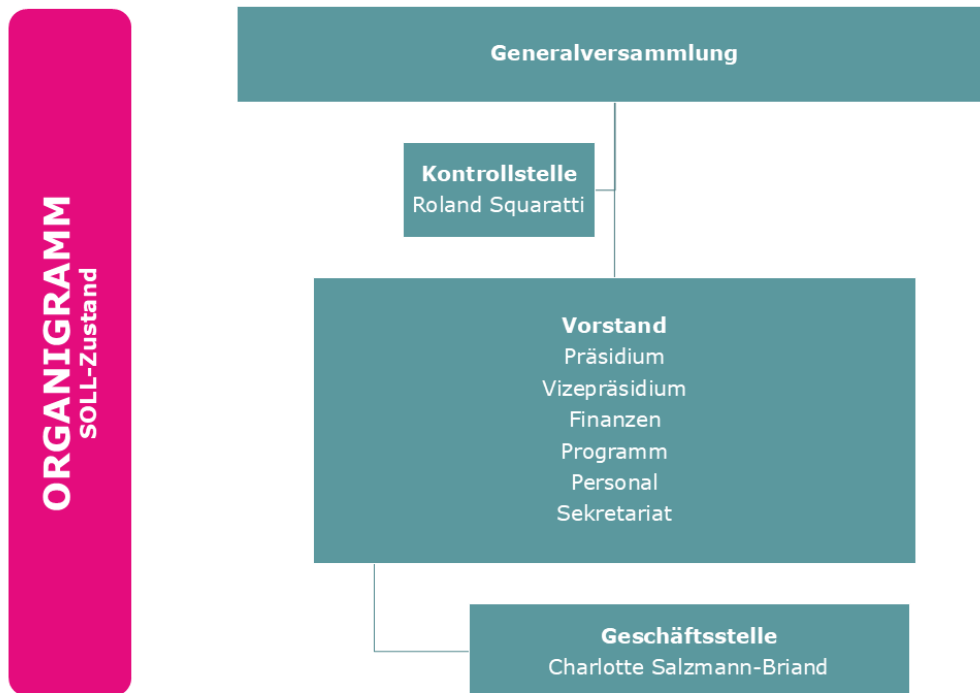 ORGANIGRAMM
SOLL-Zustand
Generalversammlung
Kontrollstelle
Roland Squaratti
Vorstand
Präsidium
Vizepräsidium
Finanzen
Programm
Personal
Sekretariat
Geschäftsstelle
Charlotte Salzmann-Briand